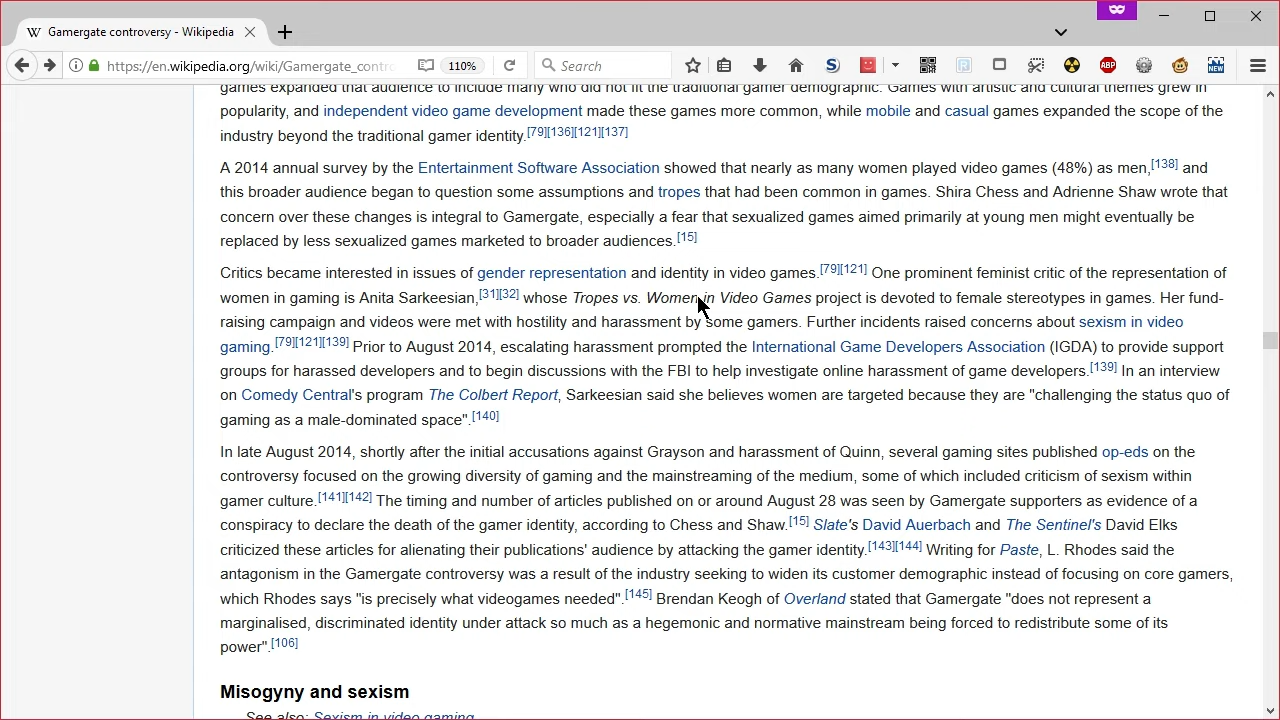 Gamergate controversy - Wikipedia
https://en.wikipedia.org/wiki/Gamergate_contro
110%
Search
S
ABP
NEW
games expanded that audience to include many who did not fit the traditional gamer demographic. Games with artistic and cultural themes grew in
popularity, and independent video game development made these games more common, while mobile and casual games expanded the scope of the
industry beyond the traditional gamer identity.[79][136][121][137]
A 2014 annual survey by the Entertainment Software Association showed that nearly as many women played video games (48%) as men,[138] and
this broader audience began to question some assumptions and tropes that had been common in games. Shira Chess and Adrienne Shaw wrote that
concern over these changes is integral to Gamergate, especially a fear that sexualized games aimed primarily at young men might eventually be
replaced by less sexualized games marketed to broader audiences.[15]
Critics became interested in issues of gender representation and identity in video games.[79][121] One prominent feminist critic of the representation of
women in gaming is Anita Sarkeesian,[31][32] whose Tropes vs. Women in Video Games project is devoted to female stereotypes in games. Her fund-
raising campaign and videos were met with hostility and harassment by some gamers. Further incidents raised concerns about sexism in video
gaming.[79][121][139] Prior to August 2014, escalating harassment prompted the International Game Developers Association (IGDA) to provide support
groups for harassed developers and to begin discussions with the FBI to help investigate online harassment of game developers.[139] In an interview
on Comedy Central's program The Colbert Report, Sarkeesian said she believes women are targeted because they are "challenging the status quo of
gaming as a male-dominated space".[140]
In late August 2014, shortly after the initial accusations against Grayson and harassment of Quinn, several gaming sites published op-eds on the
controversy focused on the growing diversity of gaming and the mainstreaming of the medium, some of which included criticism of sexism within
gamer culture.[141][142] The timing and number of articles published on or around August 28 was seen by Gamergate supporters as evidence of a
conspiracy to declare the death of the gamer identity, according to Chess and Shaw.[15] Slate's David Auerbach and The Sentinel's David Elks
criticized these articles for alienating their publications' audience by attacking the gamer identity.[143][144] Writing for Paste, L. Rhodes said the
antagonism in the Gamergate controversy was a result of the industry seeking to widen its customer demographic instead of focusing on core gamers,
which Rhodes says "is precisely what videogames needed".[145] Brendan Keogh of Overland stated that Gamergate "does not represent a
marginalised, discriminated identity under attack so much as a hegemonic and normative mainstream being forced to redistribute some of its
power".[106]
Misogyny and sexism
See also: Sexism in video gaming